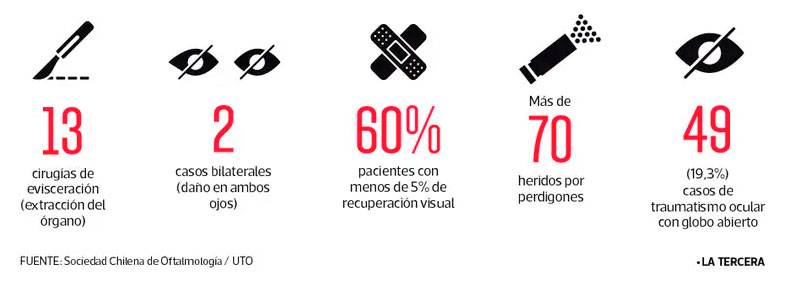 13
cirugías de
evisceración
(extracción del
órgano)
2
casos bilaterales
(daño en ambos
ojos)
60%
pacientes con
menos de 5% de
recuperación visual
Más de
70
heridos por
perdigones
49
(19,3%)
casos de
traumatismo ocular
con globo abierto
FUENTE: Sociedad Chilena de Oftalmología / UTO
• LA TERCERA